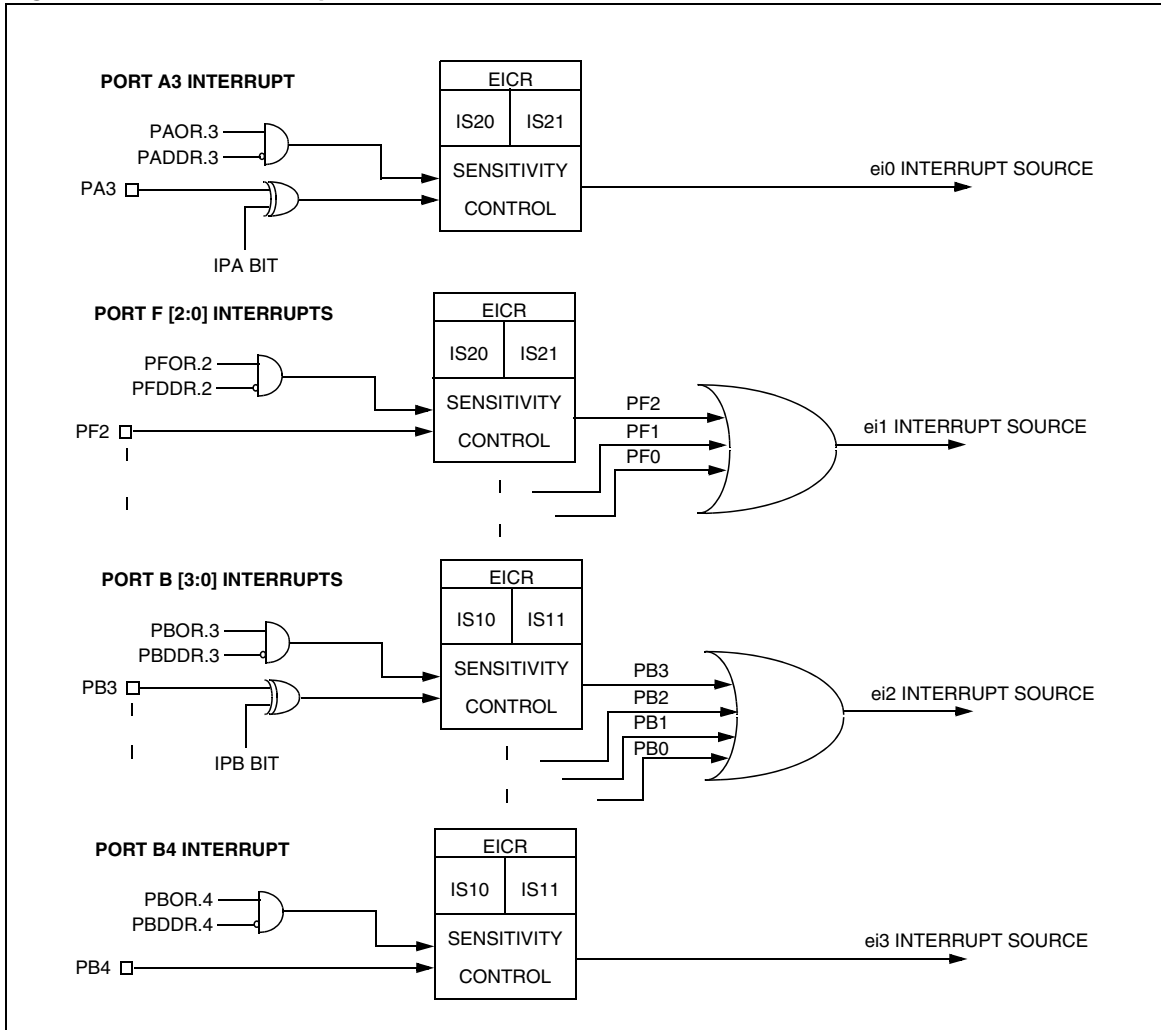 PORT A3 INTERRUPT
EICR
IS20 IS21
PAOR.3
PADDR.3
SENSITIVITY
CONTROL
PA3
ei0 INTERRUPT SOURCE
IPA BIT
PORT F [2:0] INTERRUPTS
EICR
IS20 IS21
PFOR.2
PFDDR.2
SENSITIVITY
CONTROL
PF2
PF2
PF1
PF0
ei1 INTERRUPT SOURCE
PORT B [3:0] INTERRUPTS
EICR
IS10 IS11
PBOR.3
PBDDR.3
SENSITIVITY
CONTROL
PB3
PB3
PB2
PB1
PB0
ei2 INTERRUPT SOURCE
IPB BIT
PORT B4 INTERRUPT
EICR
IS10 IS11
PBOR.4
PBDDR.4
SENSITIVITY
CONTROL
PB4
ei3 INTERRUPT SOURCE